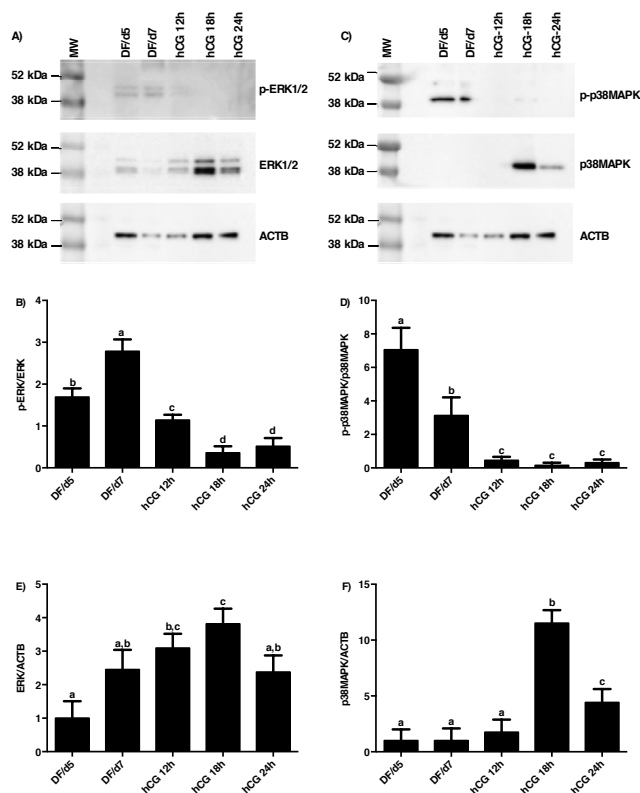 A)
MW
DF/d5
DF/d7
hCG 12h
hCG 18h
hCG 24h
52 kDa
38 kDa
p-ERK1/2
52 kDa
38 kDa
ERK1/2
52 kDa
38 kDa
ACTB
C)
MW
DF/d5
DF/d7
hCG-12h
hCG-18h
hCG-24h
52 kDa
38 kDa
p-p38MAPK
52 kDa
38 kDa
p38MAPK
52 kDa
38 kDa
ACTB
B)
p-ERK/ERK
4
3
2
1
0
b
a
c
d
d
DF/d5
DF/d7
hCG 12h
hCG 18h
hCG 24h
D)
p-p38MAPK/p38MAPK
10
8
6
4
2
0
a
b
c
c
c
DF/d5
DF/d7
hCG 12h
hCG 18h
hCG 24h
E)
ERK/ACTB
5
4
3
2
1
0
a
a,b
b,c
c
a,b
DF/d5
DF/d7
hCG 12h
hCG 18h
hCG 24h
F)
p38MAPK/ACTB
15
10
5
0
a
a
a
b
c
DF/d5
DF/d7
hCG 12h
hCG 18h
hCG 24h